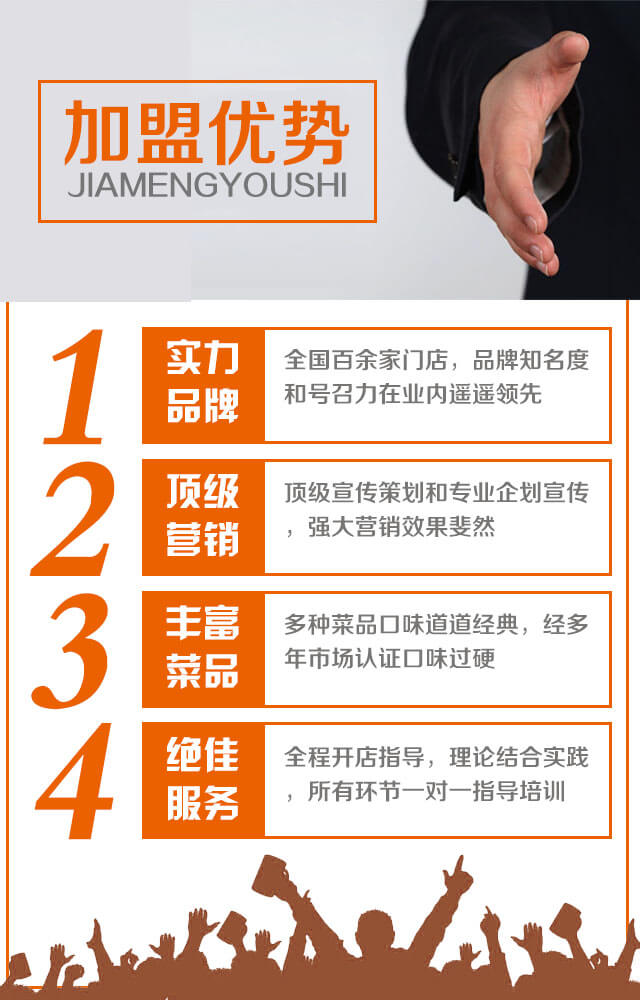 加盟优势
JIAMENGYOUSHI
1
实力
品牌
全国百余家门店，品牌知名度
和号召力在业内遥遥领先
2
顶级
营销
顶级宣传策划和专业企划宣传
，强大营销效果斐然
3
丰富
菜品
多种菜品口味道道经典，经多
年市场认证口味过硬
4
绝佳
服务
全程开店指导，理论结合实践
，所有环节一对一指导培训